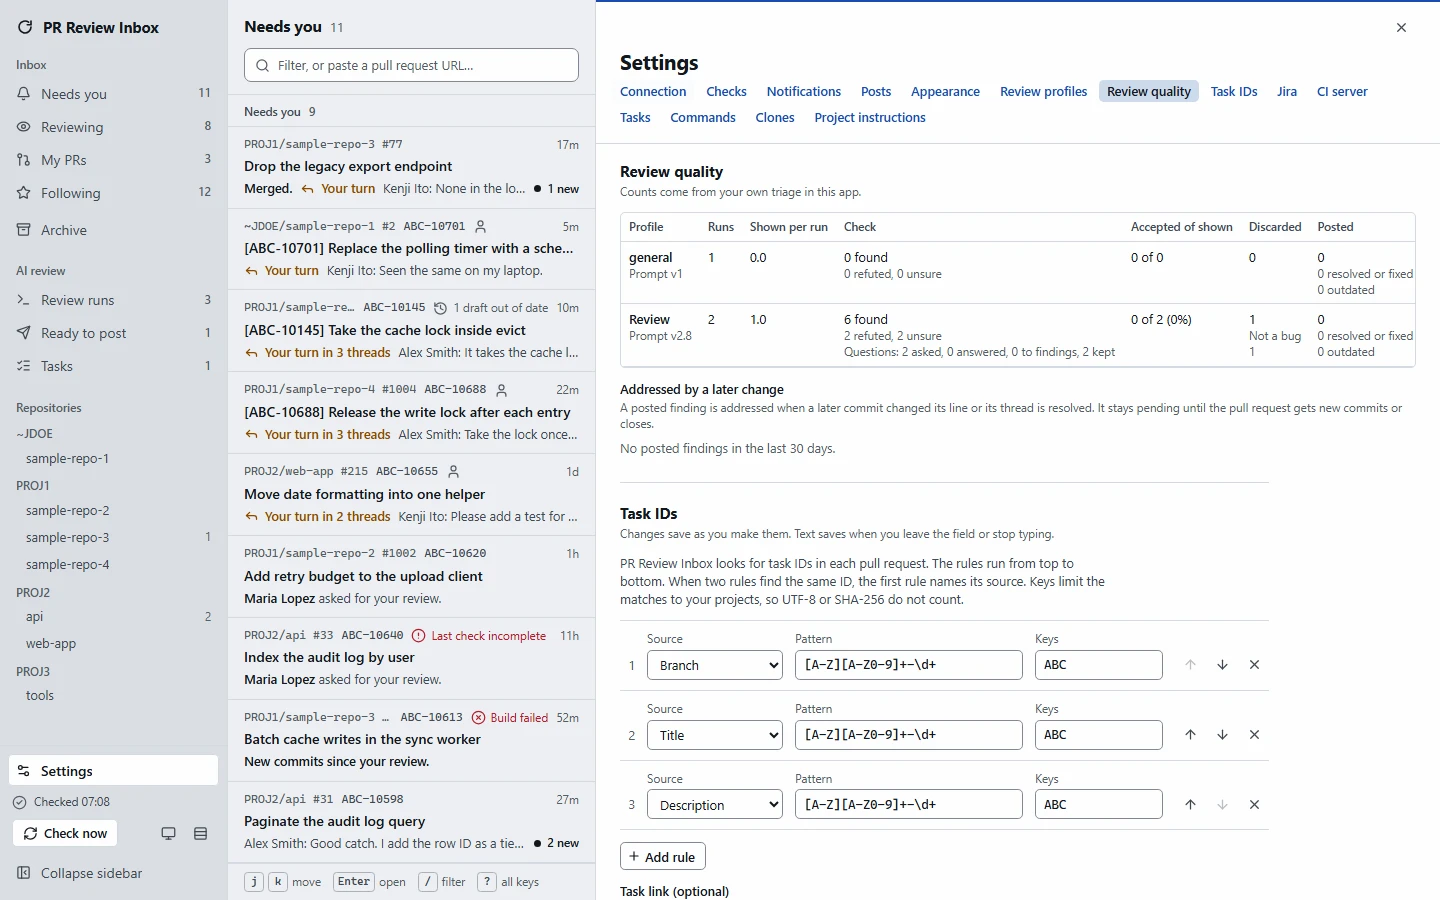 PR Review Inbox
Inbox
Needs you 11
Reviewing 8
My PRs 3
Following 12
Archive
AI review
Review runs 3
Ready to post 1
Tasks 1
Repositories
~JDOE
sample-repo-1
PROJ1
sample-repo-2
sample-repo-3 1
sample-repo-4
PROJ2
api 2
web-app
PROJ3
tools
Settings
Checked 07:08
Check now
Collapse sidebar
Needs you 11
Filter, or paste a pull request URL...
Needs you 9
PROJ1/sample-repo-3 #77 17m
Drop the legacy export endpoint
Merged. Your turn Kenji Ito: None in the lo... 1 new
~JDOE/sample-repo-1 #2 ABC-10701 5m
[ABC-10701] Replace the polling timer with a sche...
Your turn Kenji Ito: Seen the same on my laptop.
PROJ1/sample-re... ABC-10145 1 draft out of date 10m
[ABC-10145] Take the cache lock inside evict
Your turn in 3 threads Alex Smith: It takes the cache l...
PROJ1/sample-repo-4 #1004 ABC-10688 22m
[ABC-10688] Release the write lock after each entry
Your turn in 3 threads Alex Smith: Take the lock once...
PROJ2/web-app #215 ABC-10655 1d
Move date formatting into one helper
Your turn in 2 threads Kenji Ito: Please add a test for ...
PROJ1/sample-repo-2 #1002 ABC-10620 1h
Add retry budget to the upload client
Maria Lopez asked for your review.
PROJ2/api #33 ABC-10640 Last check incomplete 11h
Index the audit log by user
Maria Lopez asked for your review.
PROJ1/sample-repo-3 ... ABC-10613 Build failed 52m
Batch cache writes in the sync worker
New commits since your review.
PROJ2/api #31 ABC-10598 27m
Paginate the audit log query
Alex Smith: Good catch. I add the row ID as a tie... 2 new
j k move Enter open / filter ? all keys
Settings
Connection Checks Notifications Posts Appearance Review profiles Review quality Task IDs Jira CI server
Tasks Commands Clones Project instructions
Review quality
Counts come from your own triage in this app.
Profile Runs Shown per run Check Accepted of shown Discarded Posted
general 1 0.0 0 found 0 of 0 0 0
Prompt v1 0 refuted, 0 unsure 0 resolved or fixed
0 outdated
Review 2 1.0 6 found 0 of 2 (0%) 1 0
Prompt v2.8 2 refuted, 2 unsure Not a bug 0 resolved or fixed
Questions: 2 asked, 0 answered, 0 to findings, 2 kept 1 0 outdated
Addressed by a later change
A posted finding is addressed when a later commit changed its line or its thread is resolved. It stays pending until the pull request gets new commits or
closes.
No posted findings in the last 30 days.
Task IDs
Changes save as you make them. Text saves when you leave the field or stop typing.
PR Review Inbox looks for task IDs in each pull request. The rules run from top to
bottom. When two rules find the same ID, the first rule names its source. Keys limit the
matches to your projects, so UTF-8 or SHA-256 do not count.
Source Pattern Keys
1 Branch [A-Z][A-Z0-9]+-\d+ ABC
Source Pattern Keys
2 Title [A-Z][A-Z0-9]+-\d+ ABC
Source Pattern Keys
3 Description [A-Z][A-Z0-9]+-\d+ ABC
Add rule
Task link (optional)